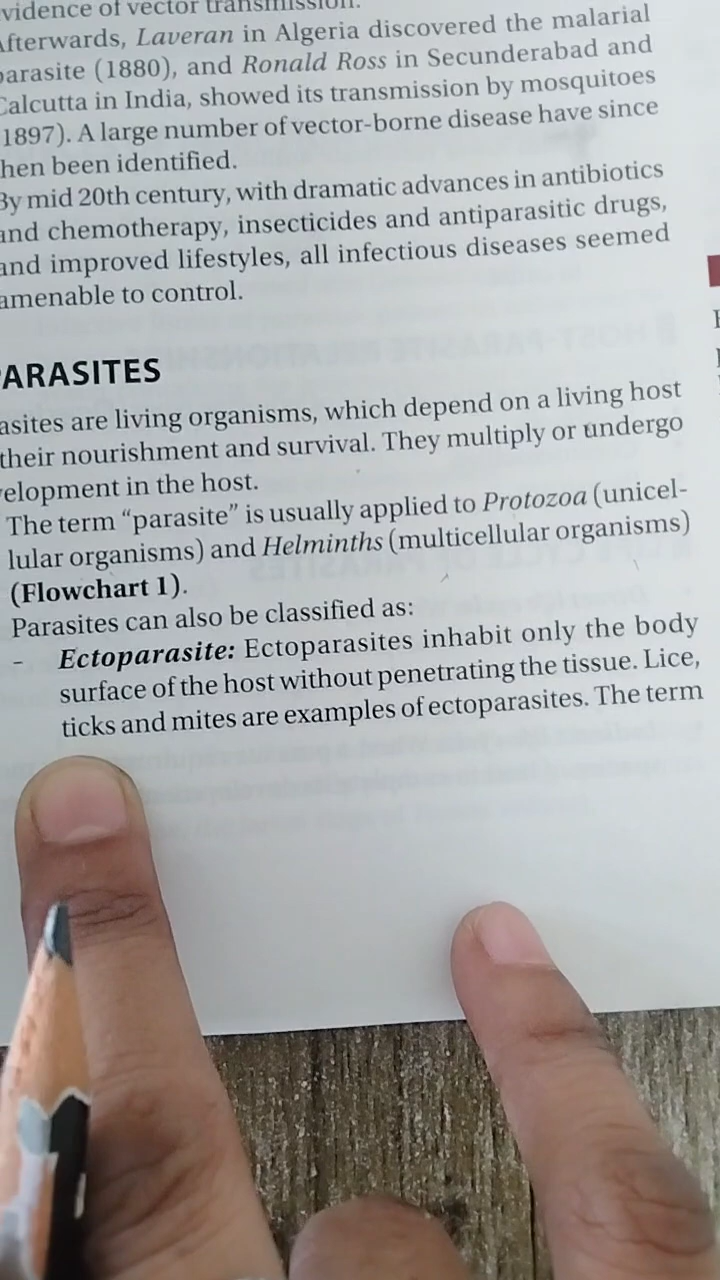 vidence of vector transmission.
Afterwards, Laveran in Algeria discovered the malarial
parasite (1880), and Ronald Ross in Secunderabad and
Calcutta in India, showed its transmission by mosquitoes
1897). A large number of vector-borne disease have since
hen been identified.
By mid 20th century, with dramatic advances in antibiotics
and chemotherapy, insecticides and antiparasitic drugs,
and improved lifestyles, all infectious diseases seemed
amenable to control.
PARASITES
asites are living organisms, which depend on a living host
their nourishment and survival. They multiply or undergo
velopment in the host.
The term “parasite” is usually applied to Protozoa (unicel-
lular organisms) and Helminths (multicellular organisms)
(Flowchart 1).
Parasites can also be classified as:
- Ectoparasite: Ectoparasites inhabit only the body
surface of the host without penetrating the tissue. Lice,
ticks and mites are examples of ectoparasites. The term